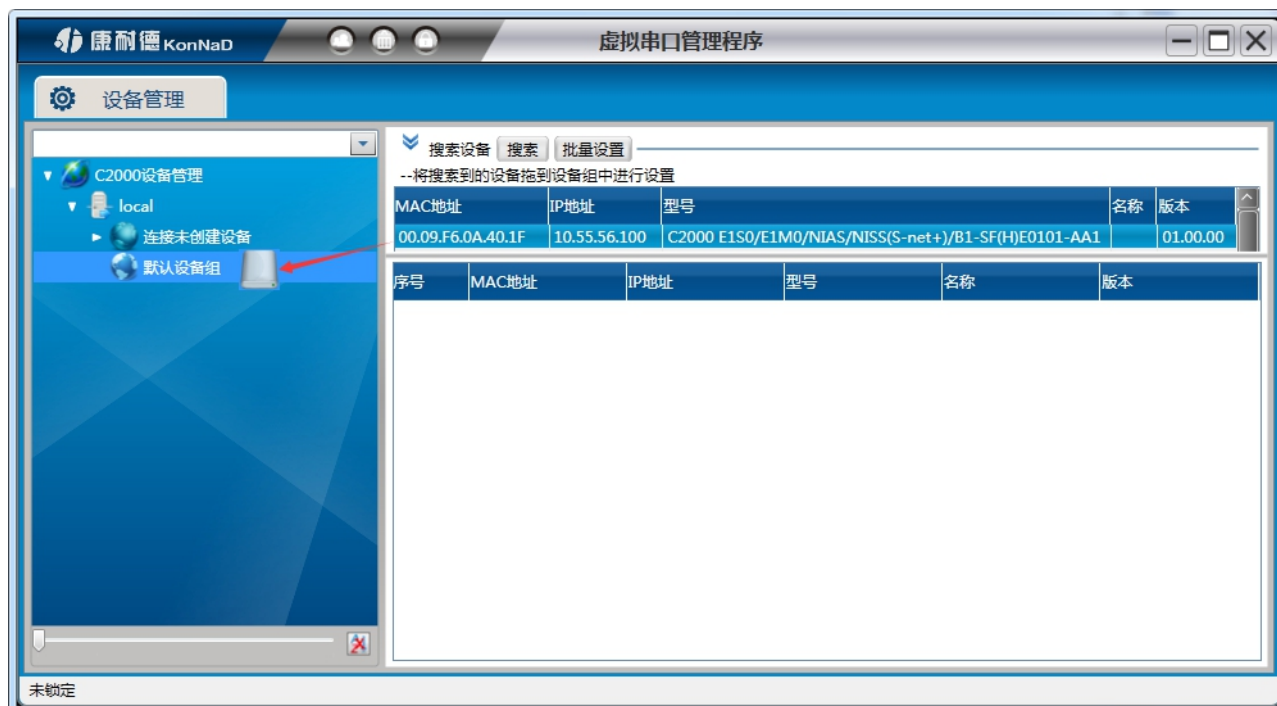 康耐德 KonNaD
虚拟串口管理程序
设备管理
搜索设备 搜索 批量设置
--将搜索到的设备拖到设备组中进行设置
C2000设备管理
local
连接未创建设备
默认设备组
MAC地址 IP地址 型号 名称 版本
00.09.F6.0A.40.1F 10.55.56.100 C2000 E1S0/E1M0/NIAS/NISS(S-net+)/B1-SF(H)E0101-AA1 01.00.00
序号 MAC地址 IP地址 型号 名称 版本
未锁定